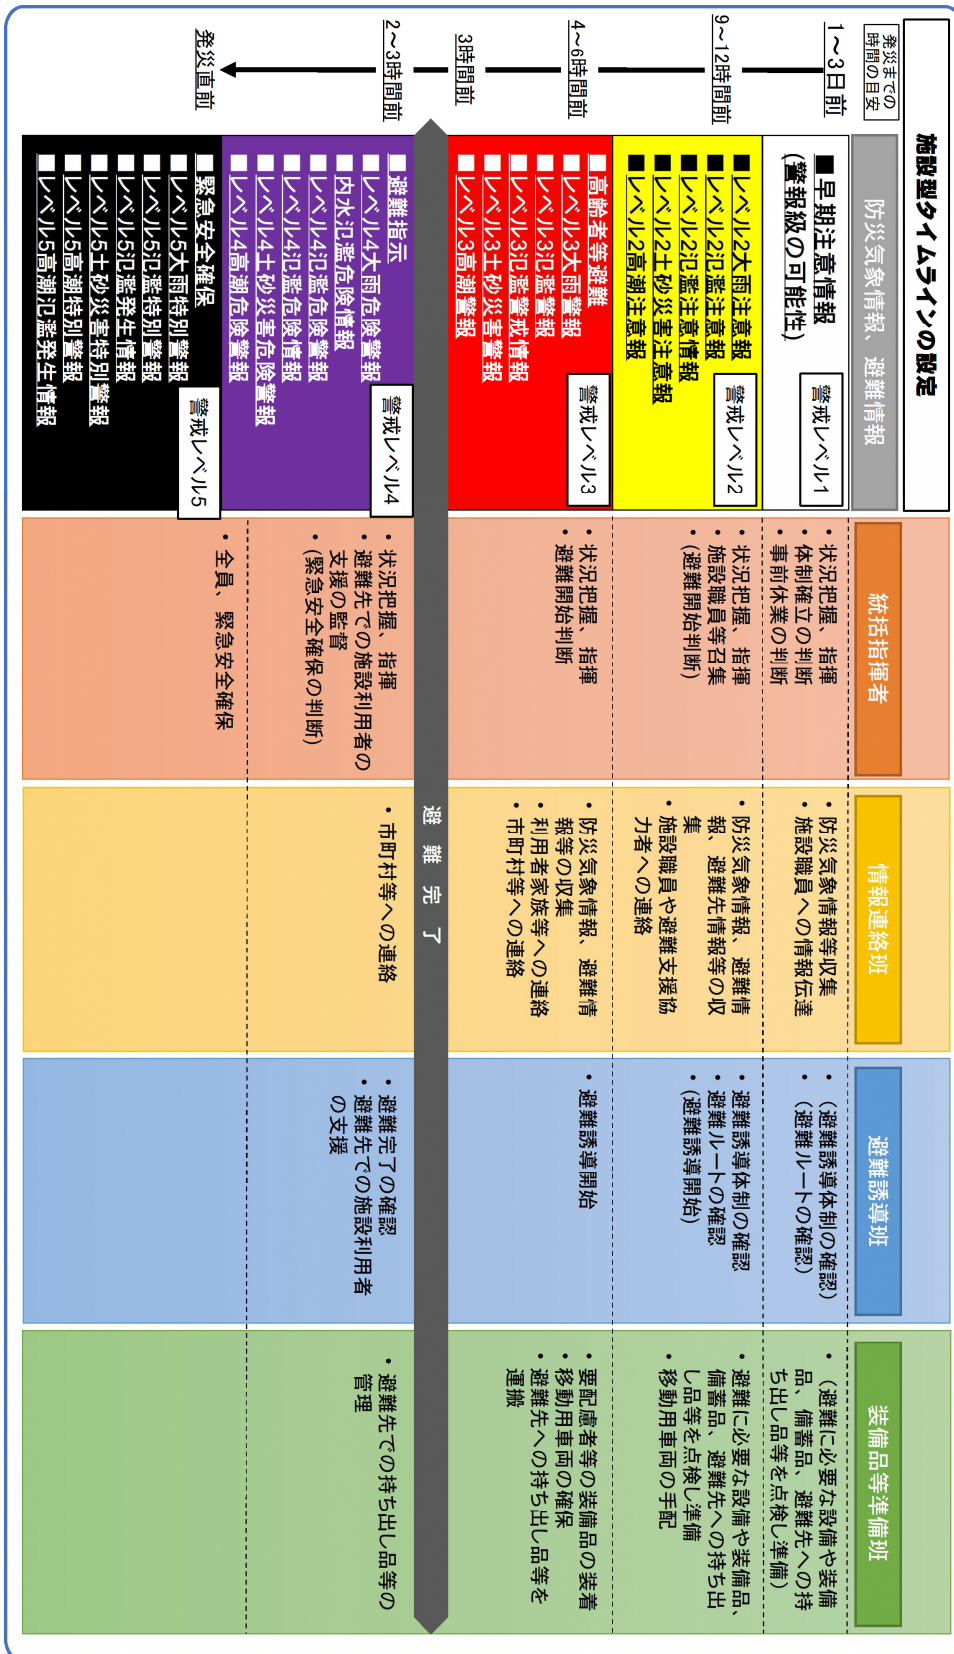 施設型タイムラインの設定
発災までの
時間の目安
1～3日前
9～12時間前
4～6時間前
3時間前
2～3時間前
発災直前
防災気象情報、避難情報
統括指揮者
情報連絡班
避難誘導班
装備品等準備班
■早期注意情報
(警報級の可能性)
警戒レベル1
・状況把握、指揮
・体制確立の判断
・事前休業の判断
・防災気象情報等収集
・施設職員への情報伝達
・（避難誘導体制の確認）
・（避難ルートの確認）
・（避難に必要な設備や装備
品、備蓄品、避難先への持
ち出し品等を点検し準備）
■レベル2大雨注意報
■レベル2氾濫注意報
■レベル2氾濫注意情報
■レベル2土砂災害注意報
■レベル2高潮注意報
警戒レベル2
・状況把握、指揮
・施設職員等召集
・(避難開始判断)
・防災気象情報、避難情
報、避難先情報等の収
集
・施設職員や避難支援協
力者への連絡
・避難誘導体制の確認
・避難ルートの確認
・(避難誘導開始)
・避難に必要な設備や装備品、
備蓄品、避難先への持ち出
し品等を点検し準備
・移動用車両の手配
■高齢者等避難
■レベル3大雨警報
■レベル3氾濫警報
■レベル3氾濫警戒情報
■レベル3土砂災害警報
■レベル3高潮警報
警戒レベル3
・状況把握、指揮
・避難開始判断
・防災気象情報、避難情
報等の収集
・利用者家族等への連絡
・市町村等への連絡
・避難誘導開始
・要配慮者等の装備品の装着
・移動用車両の確保
・避難先への持ち出し品等を
運搬
避難完了
■避難指示
■レベル4大雨危険警報
■内水氾濫危険情報
■レベル4氾濫危険警報
■レベル4氾濫危険情報
■レベル4土砂災害危険警報
■レベル4高潮危険警報
警戒レベル4
・状況把握、指揮
・避難先での施設利用者の
支援の監督
・(緊急安全確保の判断)
・市町村等への連絡
・避難完了の確認
・避難先での施設利用者
の支援
・避難先での持ち出し品等の
管理
■緊急安全確保
■レベル5大雨特別警報
■レベル5氾濫特別警報
■レベル5氾濫発生情報
■レベル5土砂災害特別警報
■レベル5高潮特別警報
■レベル5高潮氾濫発生情報
警戒レベル5
・全員、緊急安全確保